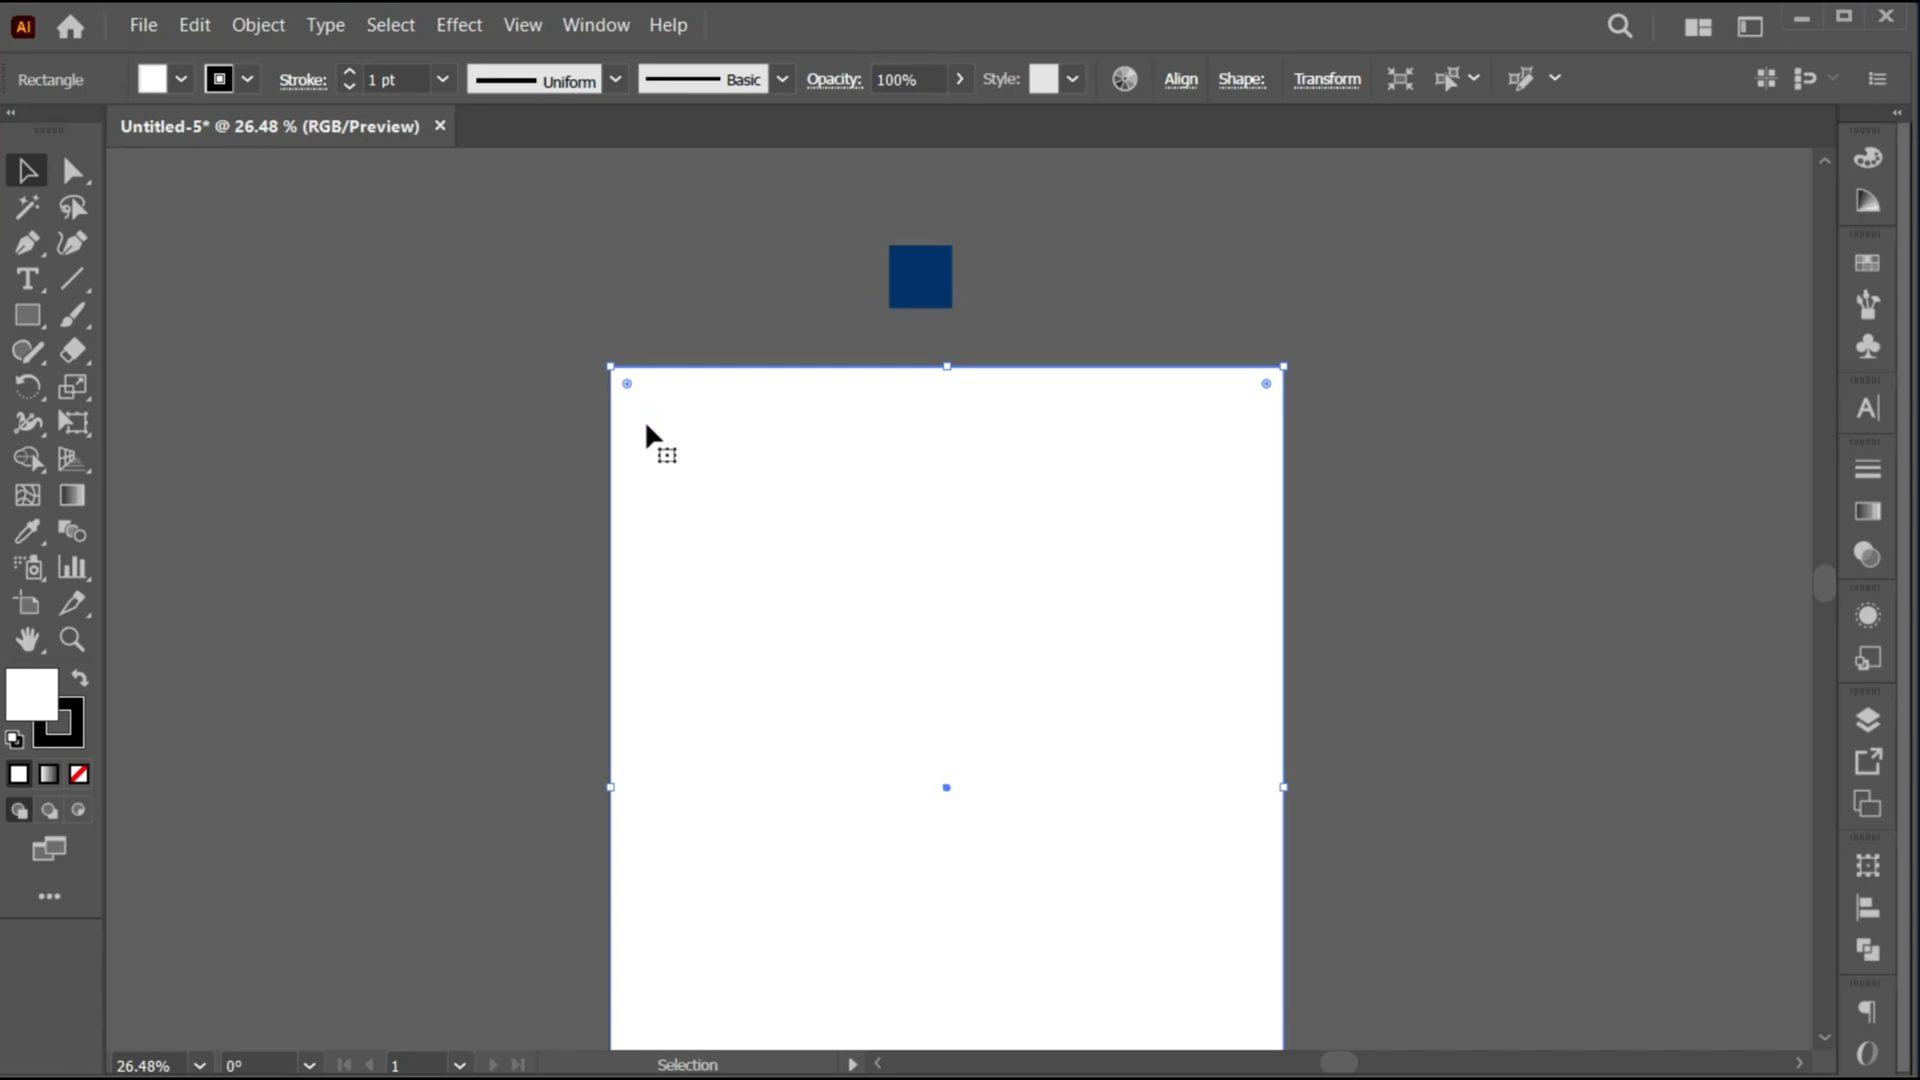 Ai File Edit Object Type Select Effect View Window Help
Rectangle Stroke: 1 pt Uniform Basic Opacity: 100% Style: Align Shape: Transform
Untitled-5* @ 26.48 % (RGB/Preview)
26.48% 0° 1 Selection